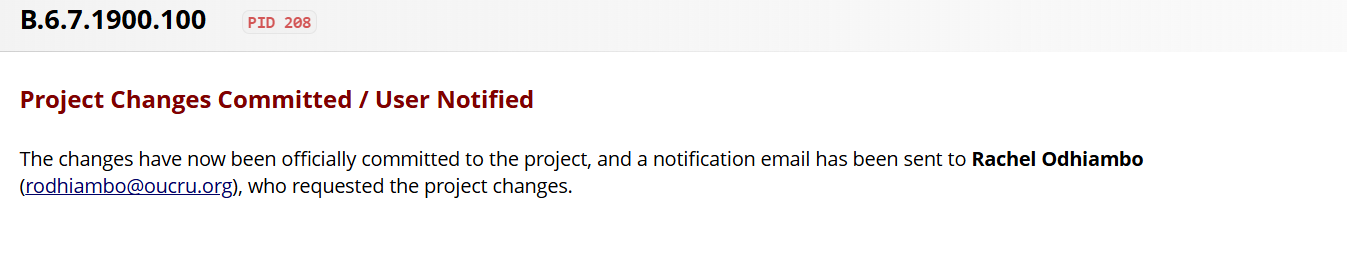 B.6.7.1900.100 PID 208
Project Changes Committed / User Notified
The changes have now been officially committed to the project, and a notification email has been sent to Rachel Odhiambo
(rodhiambo@oucru.org), who requested the project changes.